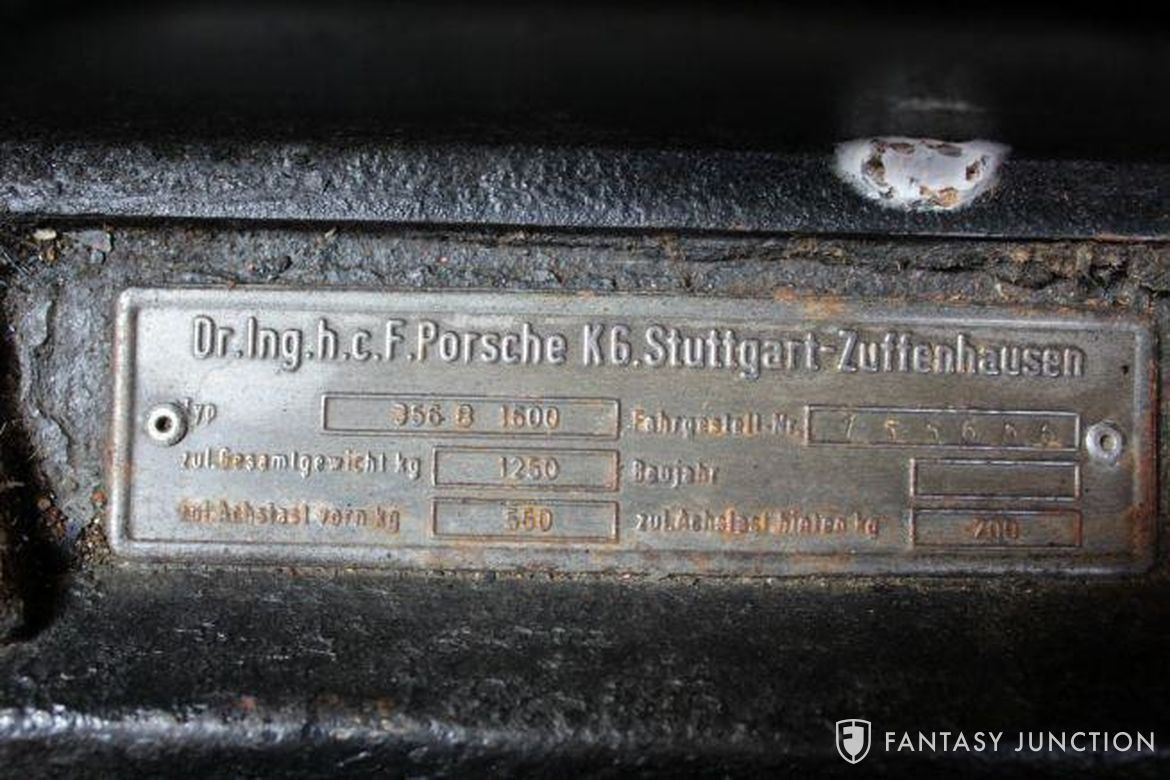 Dr.Ing.h.c.F.Porsche KG.Stuttgart-Zuffenhausen
Typ 356 B 1600 Fahrgestell-Nr.
zul.Gesamtgewicht kg 1250 Baujahr
zul.Achslast vorn kg 550 zul.Achslast hinten kg 700
FANTASY JUNCTION